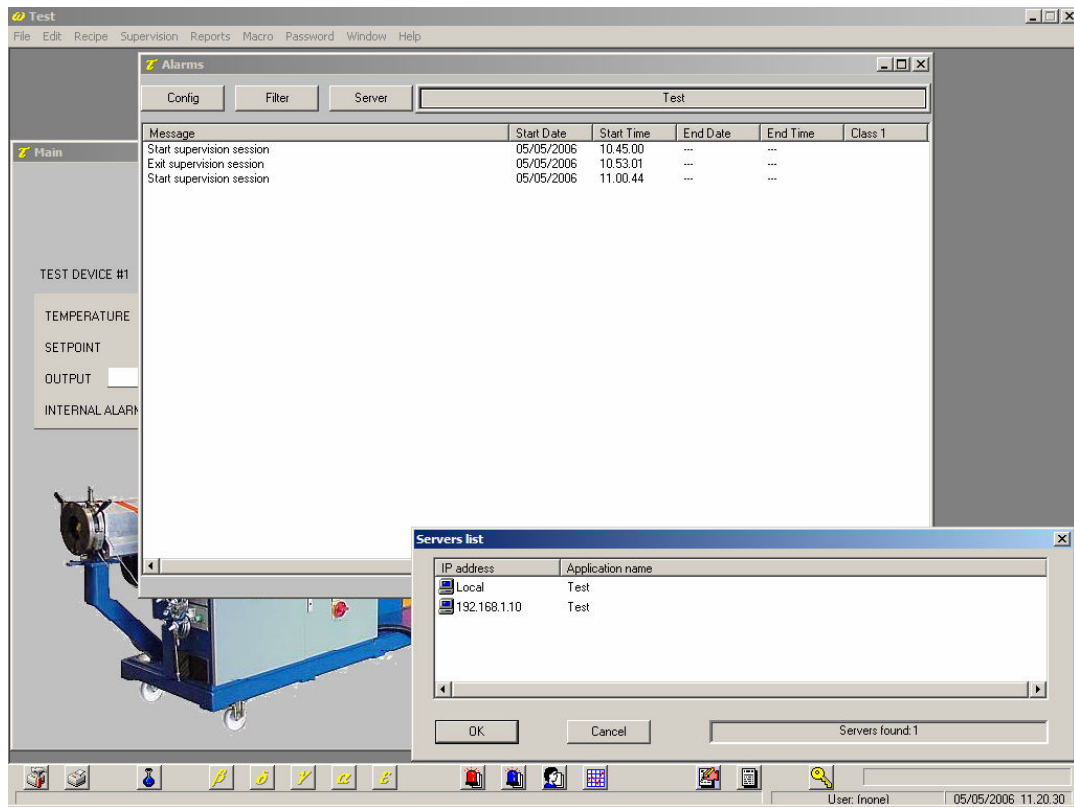 Test
File Edit Recipe Supervision Reports Macro Password Window Help
Alarms
Config Filter Server Test
Message Start Date Start Time End Date End Time Class 1
Start supervision session 05/05/2006 10.45.00 --- ---
Exit supervision session 05/05/2006 10.53.01 --- ---
Start supervision session 05/05/2006 11.00.44 --- ---
Main
TEST DEVICE #1
TEMPERATURE
SETPOINT
OUTPUT
INTERNAL ALARM
Servers list
IP address Application name
Local Test
192.168.1.10 Test
OK Cancel Servers found:1
β δ γ α ε
User: (none) 05/05/2006 11.20.30